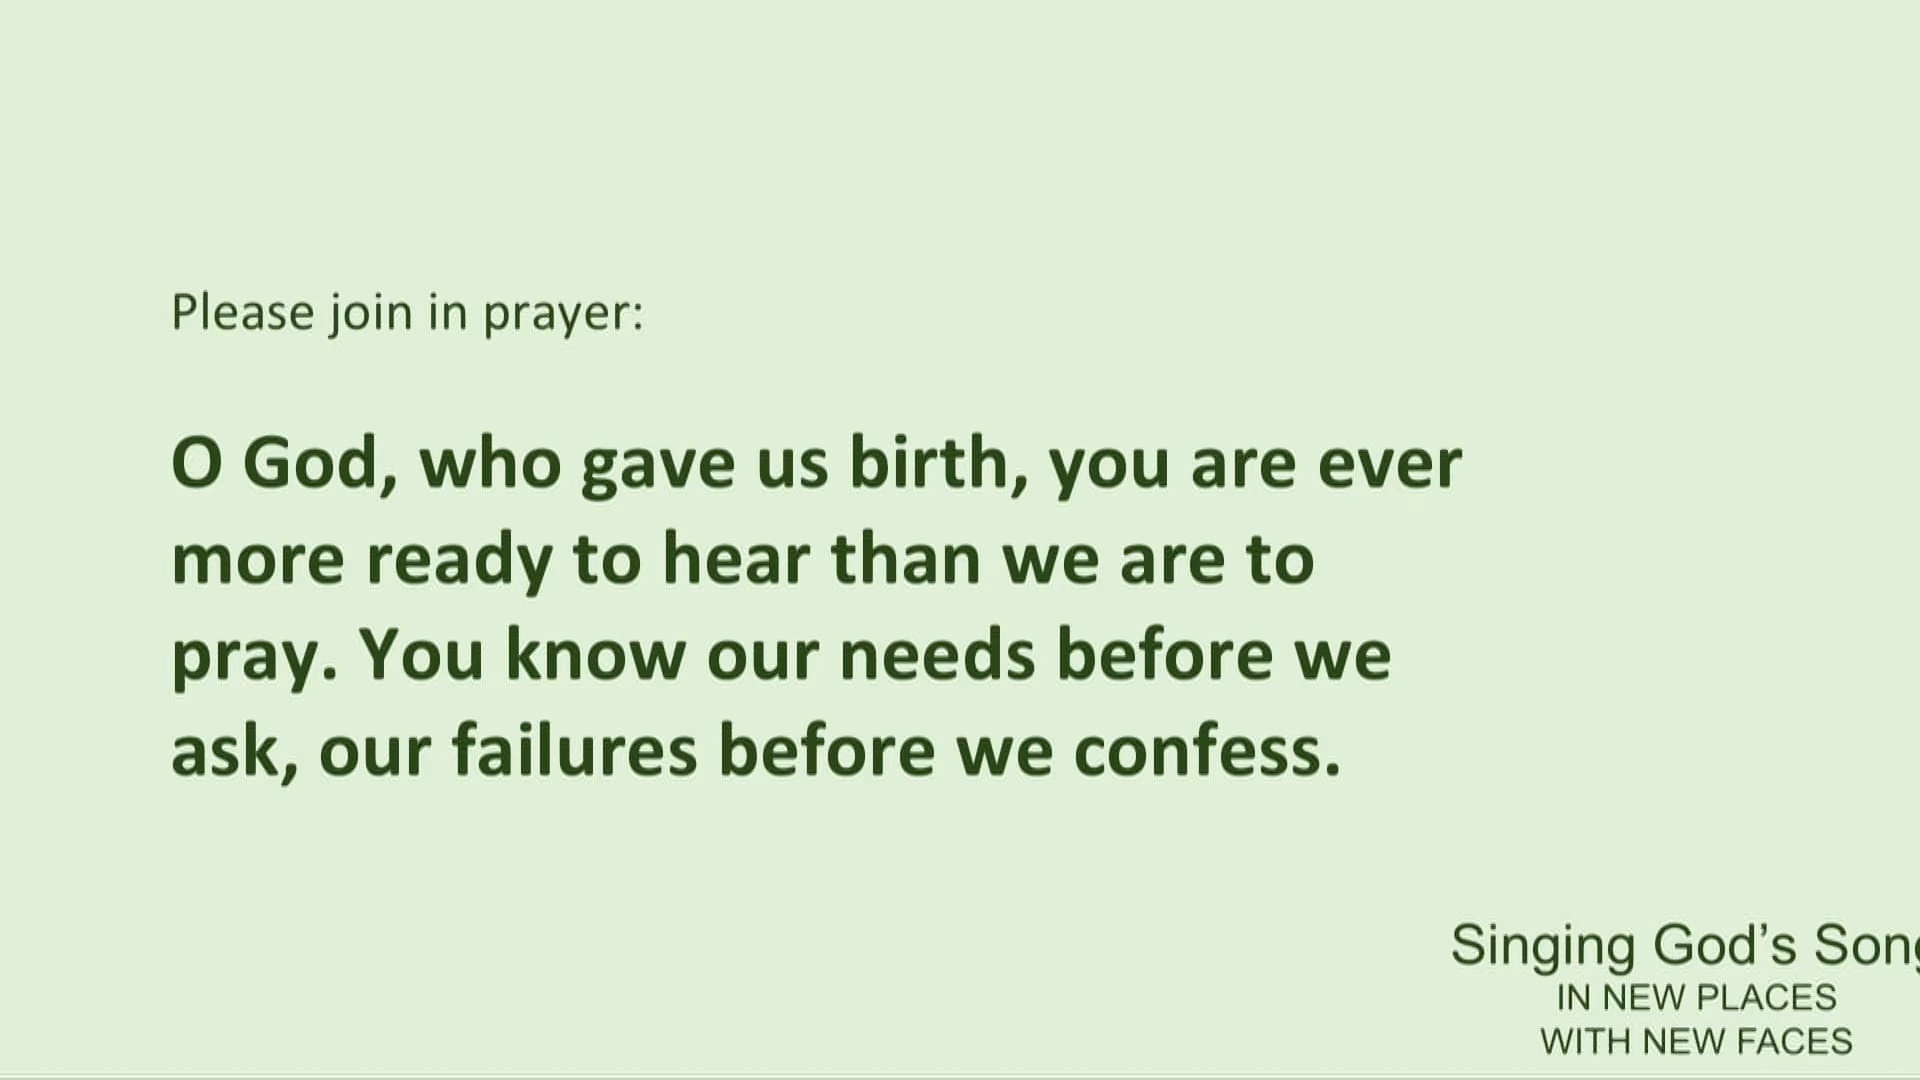 Please join in prayer:
O God, who gave us birth, you are ever
more ready to hear than we are to
pray. You know our needs before we
ask, our failures before we confess.
Singing God’s Song
IN NEW PLACES
WITH NEW FACES